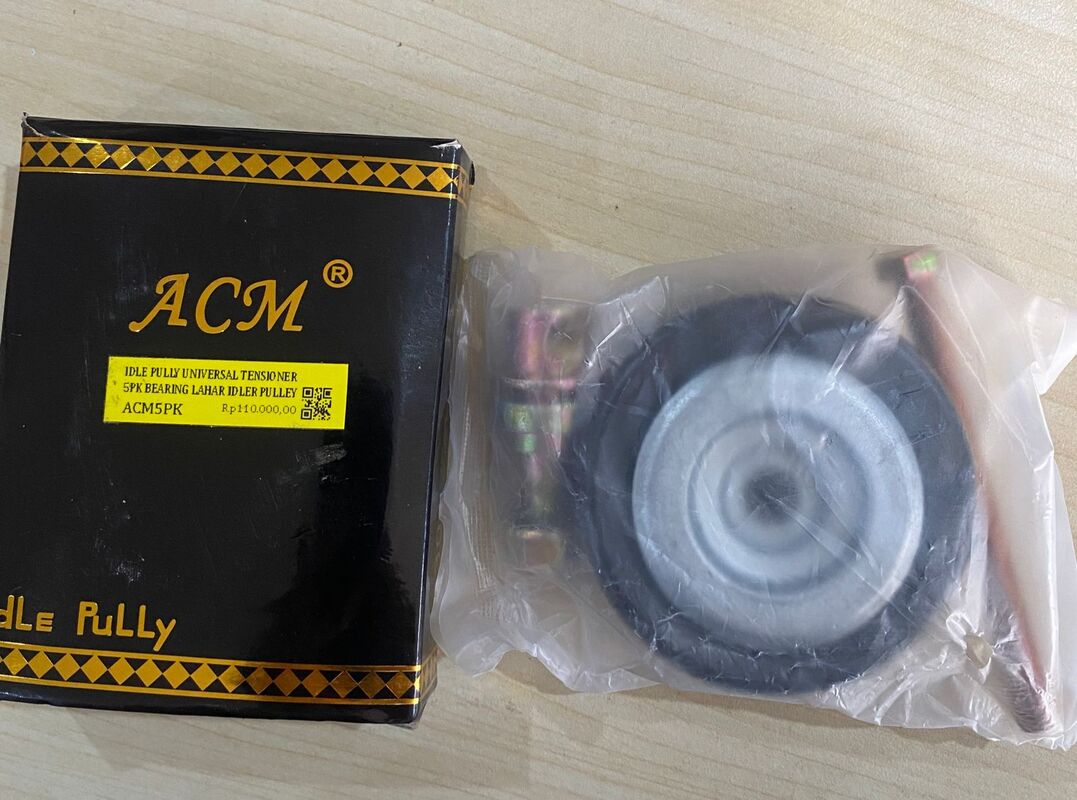 ACM ®
IDLE PULLY UNIVERSAL TENSIONER
5PK BEARING LAHAR IDLER PULLEY
ACM5PK Rp110.000,00
dLe PuLLy